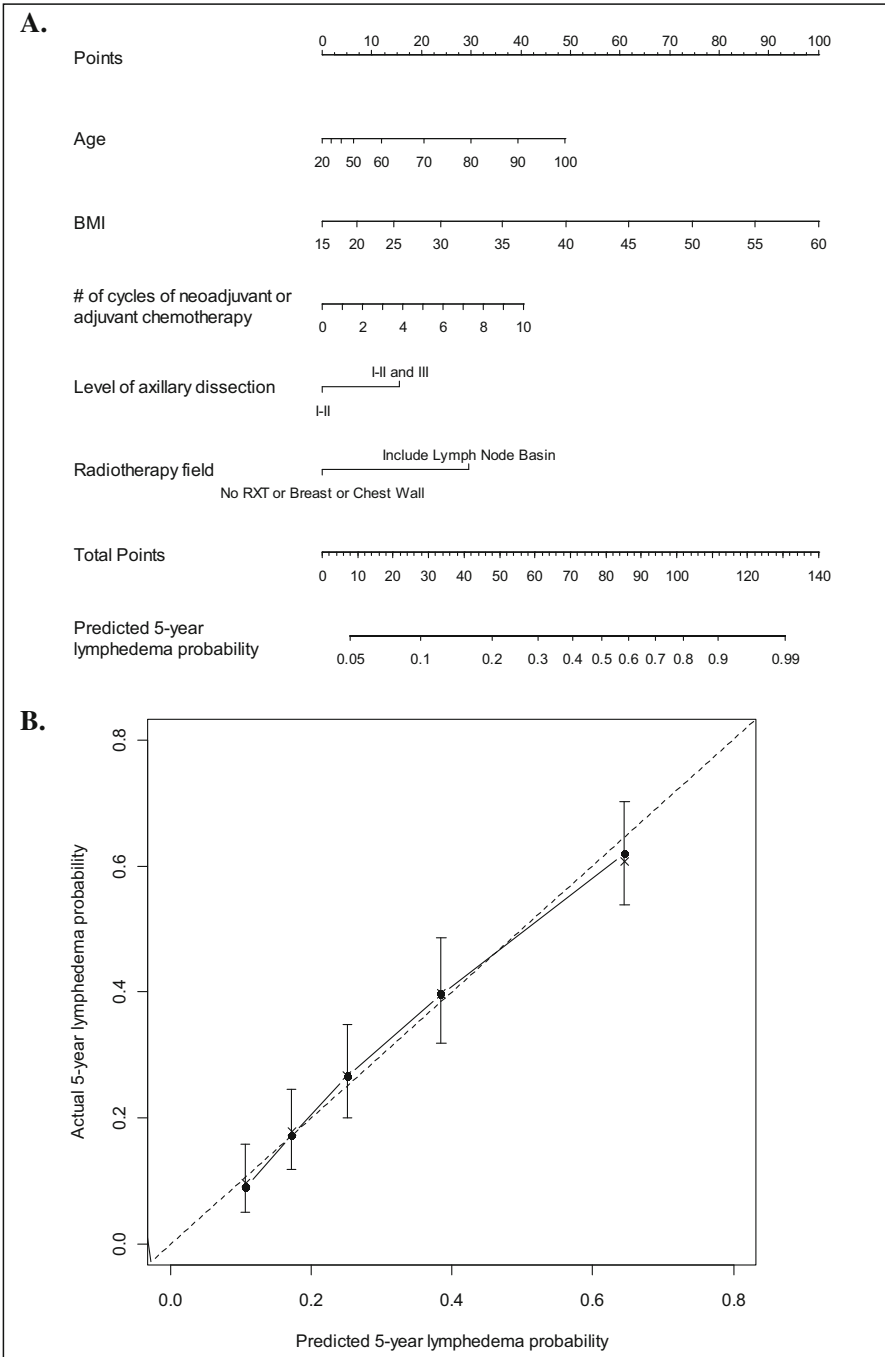 A.
Points
0 10 20 30 40 50 60 70 80 90 100
Age
20 50 60 70 80 90 100
BMI
15 20 25 30 35 40 45 50 55 60
# of cycles of neoadjuvant or
adjuvant chemotherapy
0 2 4 6 8 10
Level of axillary dissection
I-II and III
I-II
Radiotherapy field
Include Lymph Node Basin
No RXT or Breast or Chest Wall
Total Points
0 10 20 30 40 50 60 70 80 90 100 120 140
Predicted 5-year
lymphedema probability
0.05 0.1 0.2 0.3 0.4 0.5 0.6 0.7 0.8 0.9 0.99
B.
Actual 5-year lymphedema probability
0.8
0.6
0.4
0.2
0.0
0.0 0.2 0.4 0.6 0.8
Predicted 5-year lymphedema probability